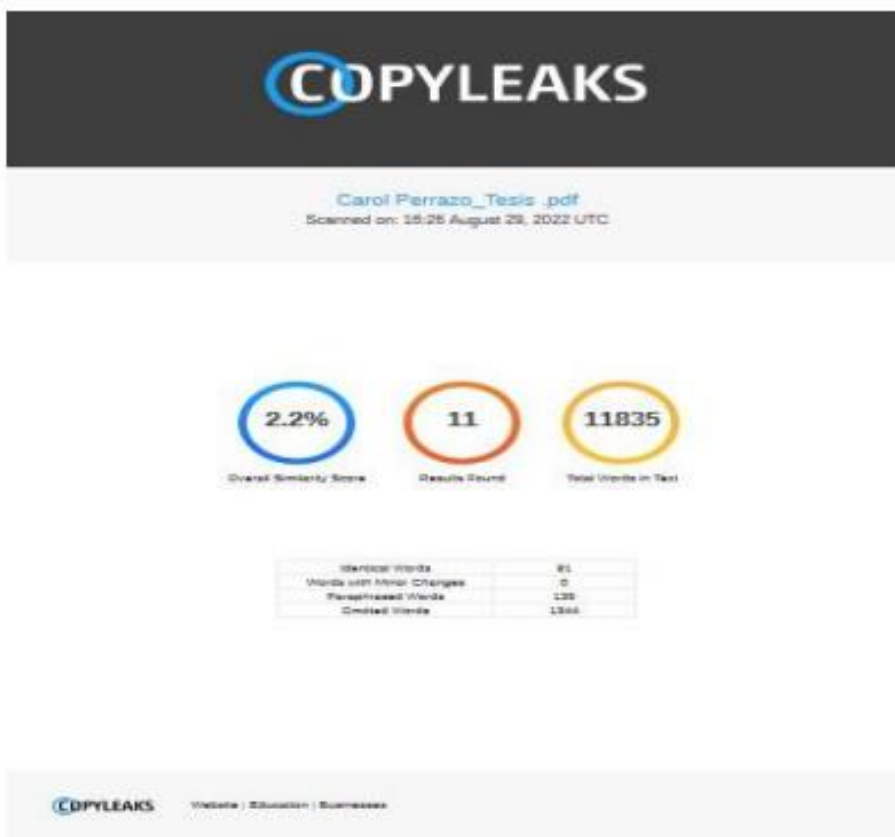 COPYLEAKS
Carol Perrazo_Tesis .pdf
Scanned on: 16:26 August 29, 2022 UTC
2.2%
11
11835
Overall Similarity Score
Results Found
Total Words in Text
Identical Words 91
Words with Minor Changes 0
Paraphrased Words
Omitted Words 1344
COPYLEAKS
Website | Education | Businesses